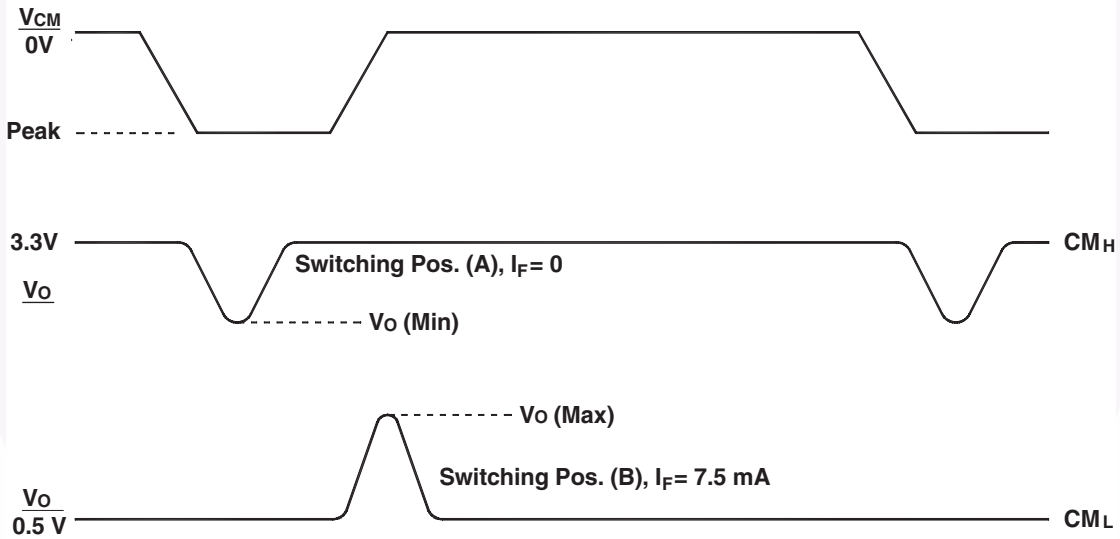 VCM
0V
Peak
3.3V
CMH
Switching Pos. (A), IF= 0
VO
VO (Min)
VO (Max)
Switching Pos. (B), IF= 7.5 mA
VO
0.5 V
CML